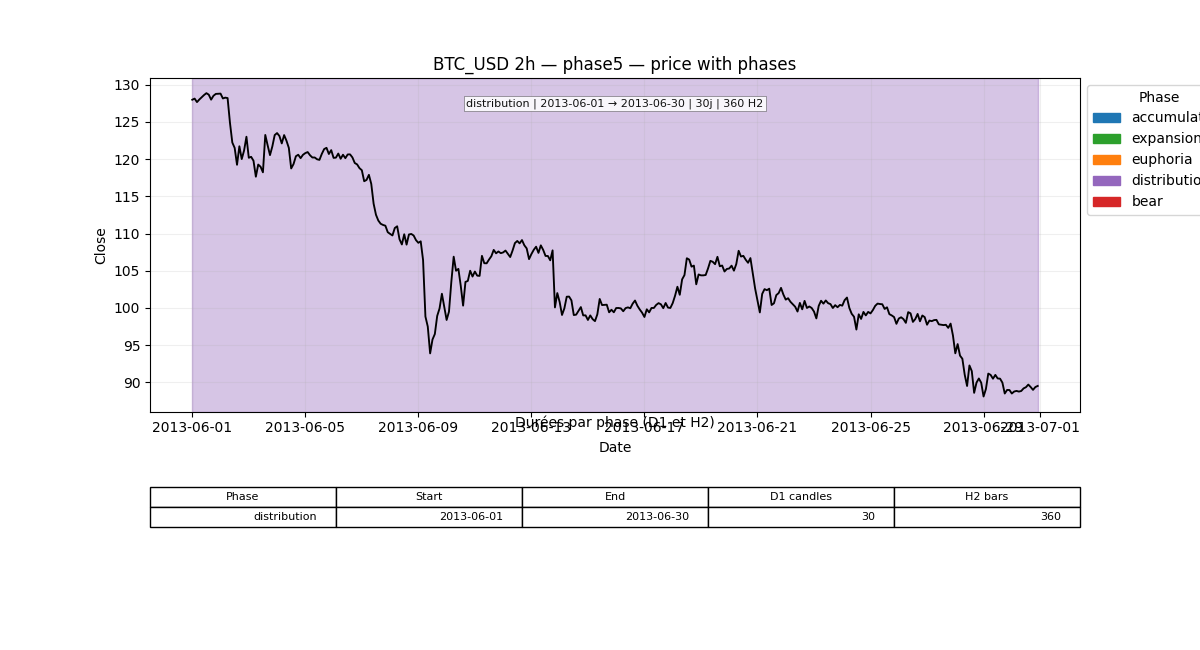 BTC_USD 2h — phase5 — price with phases
distribution | 2013-06-01 → 2013-06-30 | 30j | 360 H2
130
125
120
115
110
105
100
95
90
Close
Phase
accumulat
expansion
euphoria
distributio
bear
Durées par phase (D1 et H2)
2013-06-01 2013-06-05 2013-06-09 2013-06-13 2013-06-17 2013-06-21 2013-06-25 2013-06-29 2013-07-01
Date
Phase Start End D1 candles H2 bars
distribution 2013-06-01 2013-06-30 30 360